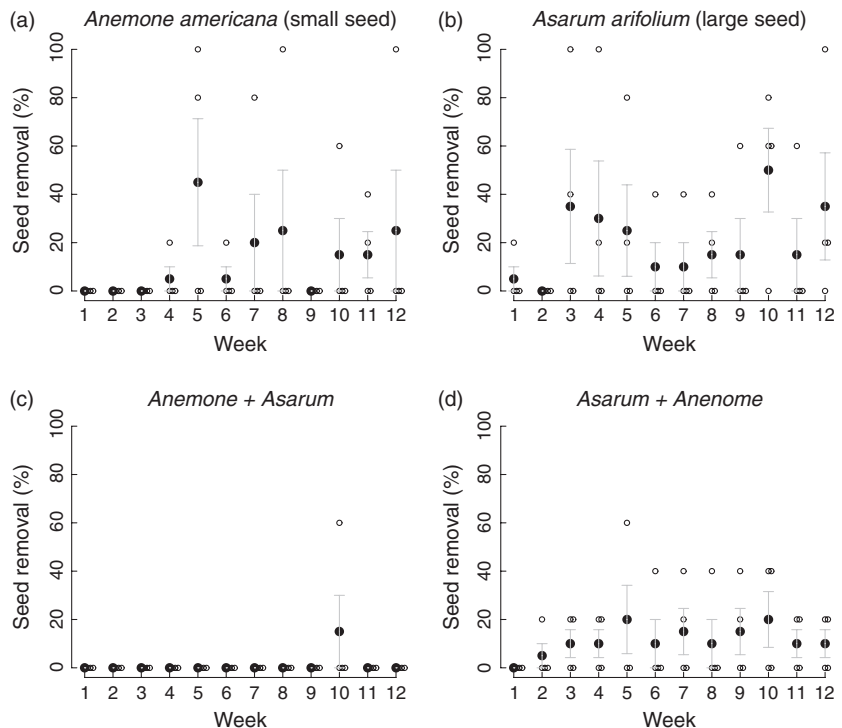 (a) Anemone americana (small seed)
(b) Asarum arifolium (large seed)
Seed removal (%)
0 20 40 60 80 100
1 2 3 4 5 6 7 8 9 10 11 12
Week
Seed removal (%)
0 20 40 60 80 100
1 2 3 4 5 6 7 8 9 10 11 12
Week
(c) Anemone + Asarum
(d) Asarum + Anenome
Seed removal (%)
0 20 40 60 80 100
1 2 3 4 5 6 7 8 9 10 11 12
Week
Seed removal (%)
0 20 40 60 80 100
1 2 3 4 5 6 7 8 9 10 11 12
Week